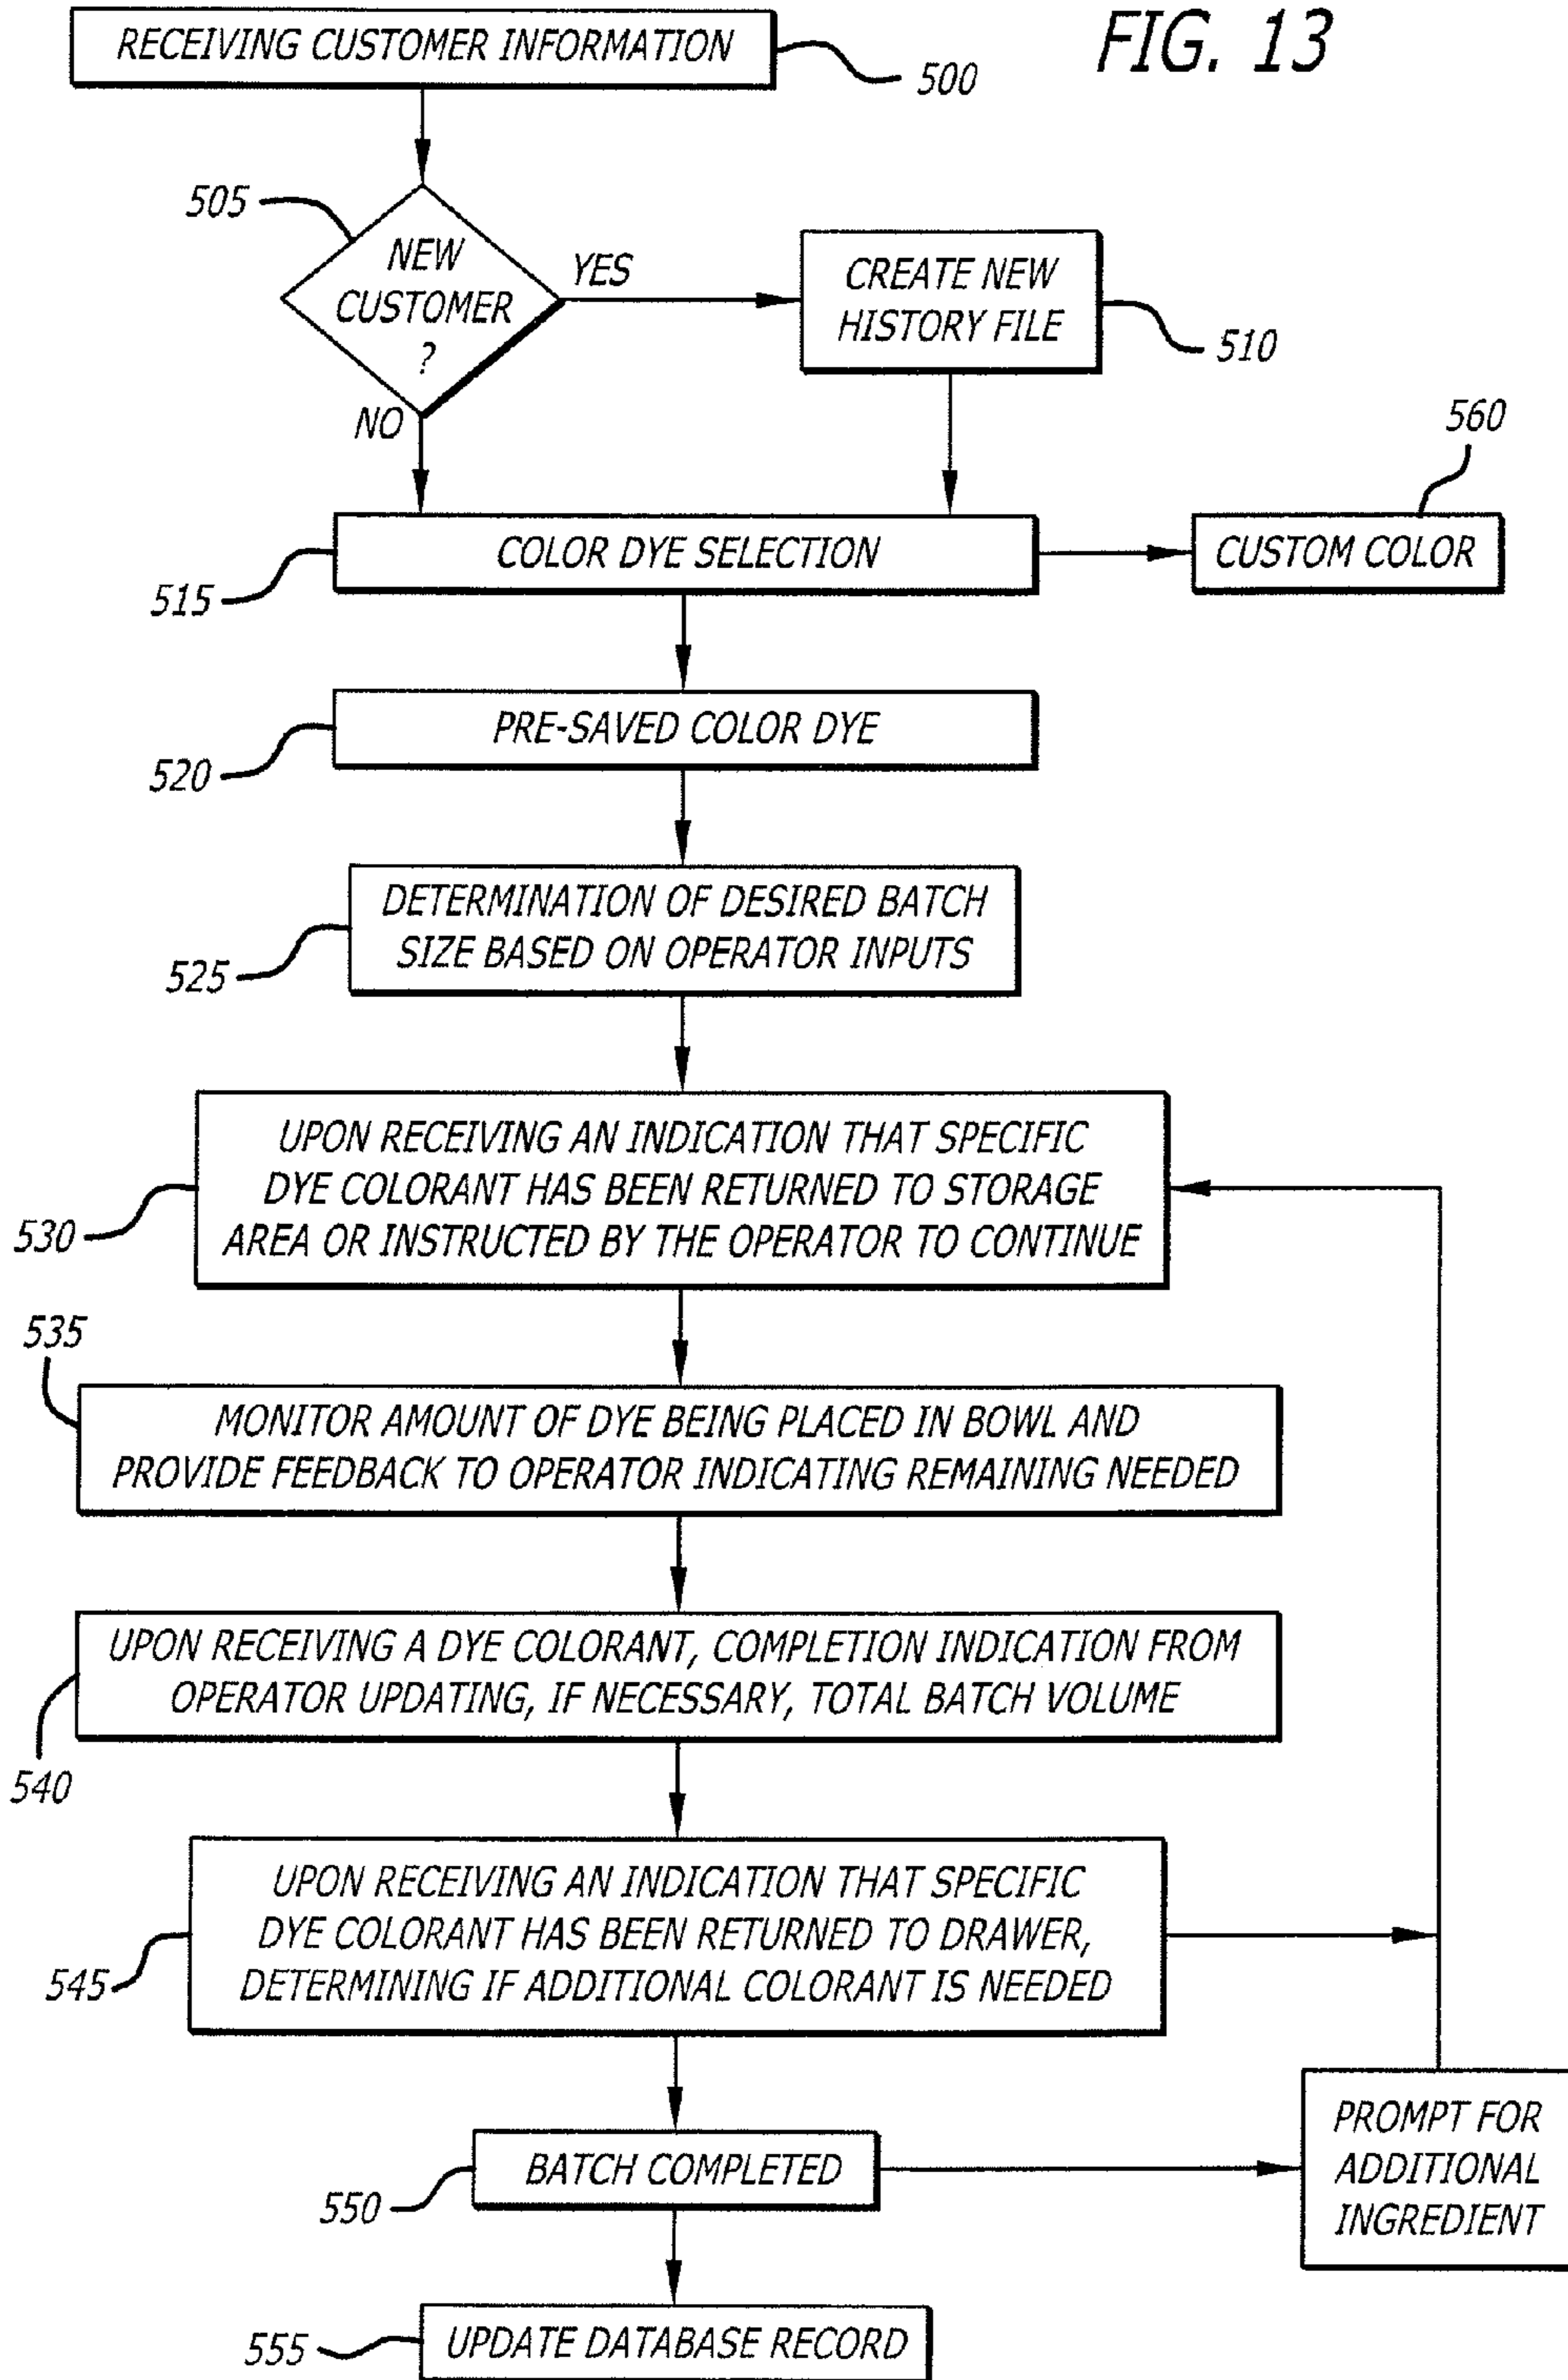 FIG. 13
RECEIVING CUSTOMER INFORMATION
500
505
NEW
CUSTOMER
?
YES
NO
CREATE NEW
HISTORY FILE
510
560
COLOR DYE SELECTION
CUSTOM COLOR
515
PRE-SAVED COLOR DYE
520
DETERMINATION OF DESIRED BATCH
SIZE BASED ON OPERATOR INPUTS
525
UPON RECEIVING AN INDICATION THAT SPECIFIC
DYE COLORANT HAS BEEN RETURNED TO STORAGE
AREA OR INSTRUCTED BY THE OPERATOR TO CONTINUE
530
535
MONITOR AMOUNT OF DYE BEING PLACED IN BOWL AND
PROVIDE FEEDBACK TO OPERATOR INDICATING REMAINING NEEDED
UPON RECEIVING A DYE COLORANT, COMPLETION INDICATION FROM
OPERATOR UPDATING, IF NECESSARY, TOTAL BATCH VOLUME
540
UPON RECEIVING AN INDICATION THAT SPECIFIC
DYE COLORANT HAS BEEN RETURNED TO DRAWER,
DETERMINING IF ADDITIONAL COLORANT IS NEEDED
545
BATCH COMPLETED
550
PROMPT FOR
ADDITIONAL
INGREDIENT
UPDATE DATABASE RECORD
555